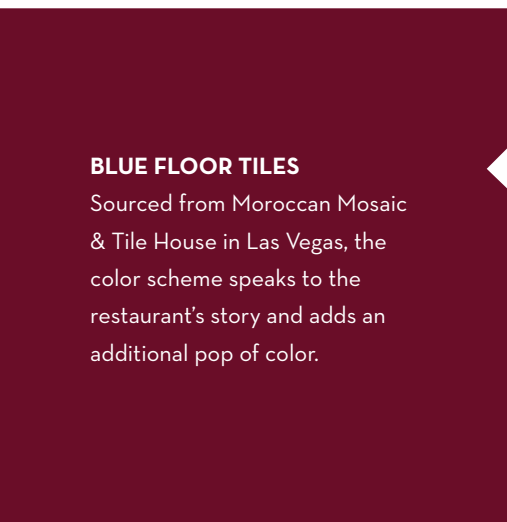 BLUE FLOOR TILES
Sourced from Moroccan Mosaic
& Tile House in Las Vegas, the
color scheme speaks to the
restaurant's story and adds an
additional pop of color.